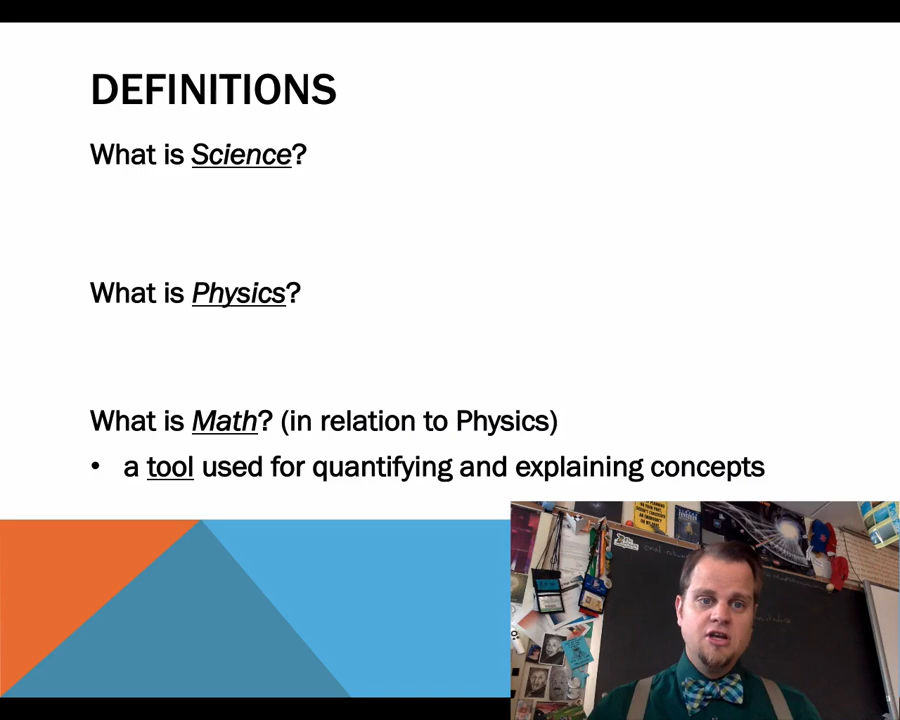 DEFINITIONS
What is Science?
What is Physics?
What is Math? (in relation to Physics)
• a tool used for quantifying and explaining concepts